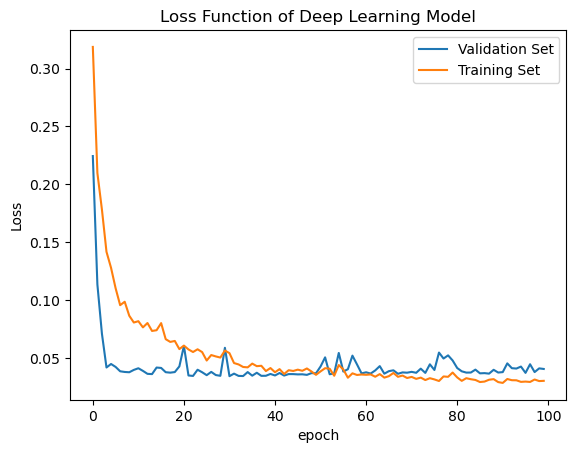 Loss Function of Deep Learning Model
Validation Set
Training Set
0.30
0.25
0.20
0.15
0.10
0.05
Loss
0 20 40 60 80 100
epoch